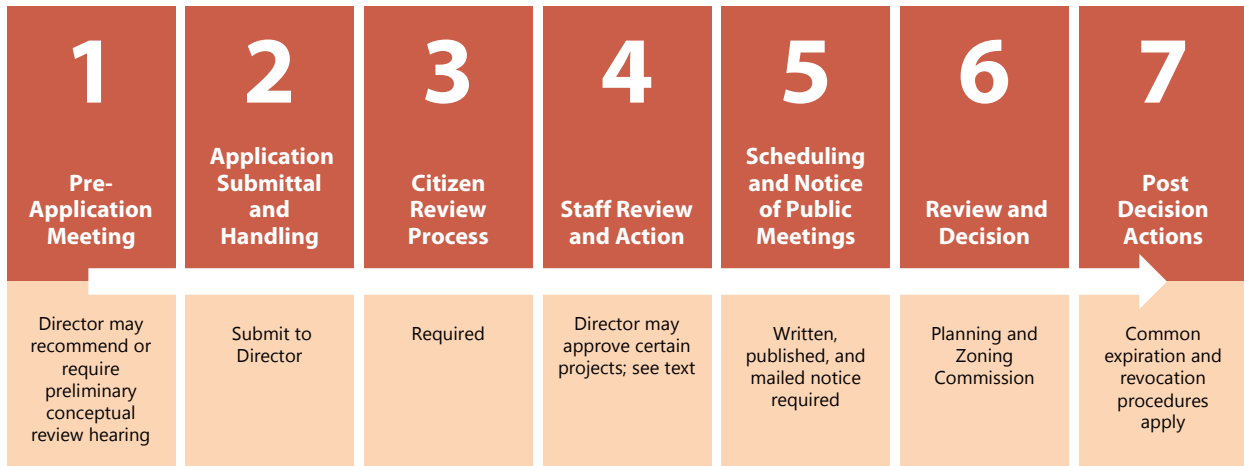 1
Pre-
Application
Meeting
Director may
recommend or
require
preliminary
conceptual
review hearing
2
Application
Submittal
and
Handling
Submit to
Director
3
Citizen
Review
Process
Required
4
Staff Review
and Action
Director may
approve certain
projects; see text
5
Scheduling
and Notice
of Public
Meetings
Written,
published, and
mailed notice
required
6
Review and
Decision
Planning and
Zoning
Commission
7
Post
Decision
Actions
Common
expiration and
revocation
procedures
apply